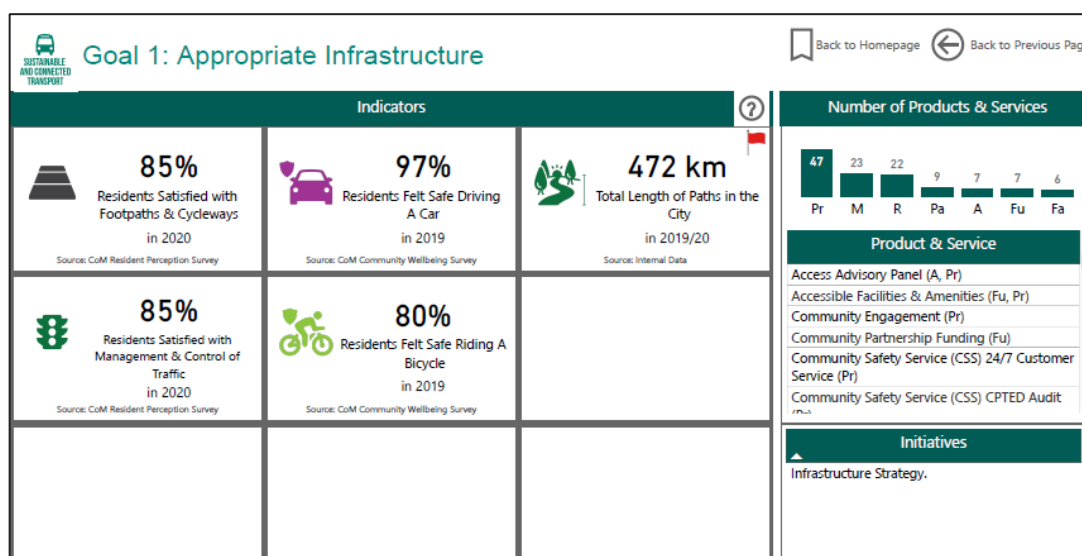 SUSTAINABLE
AND CONNECTED
TRANSPORT
Goal 1: Appropriate Infrastructure
Back to Homepage
Back to Previous Pag
Indicators
?
85%
Residents Satisfied with
Footpaths & Cycleways
in 2020
Source: CoM Resident Perception Survey
97%
Residents Felt Safe Driving
A Car
in 2019
Source: CoM Community Wellbeing Survey
472 km
Total Length of Paths in the
City
in 2019/20
Source: Internal Data
85%
Residents Satisfied with
Management & Control of
Traffic
in 2020
Source: CoM Resident Perception Survey
80%
Residents Felt Safe Riding A
Bicycle
in 2019
Source: CoM Community Wellbeing Survey
Number of Products & Services
47 23 22 9 7 7 6
Pr M R Pa A Fu Fa
Product & Service
Access Advisory Panel (A, Pr)
Accessible Facilities & Amenities (Fu, Pr)
Community Engagement (Pr)
Community Partnership Funding (Fu)
Community Safety Service (CSS) 24/7 Customer
Service (Pr)
Community Safety Service (CSS) CPTED Audit
Initiatives
Infrastructure Strategy.